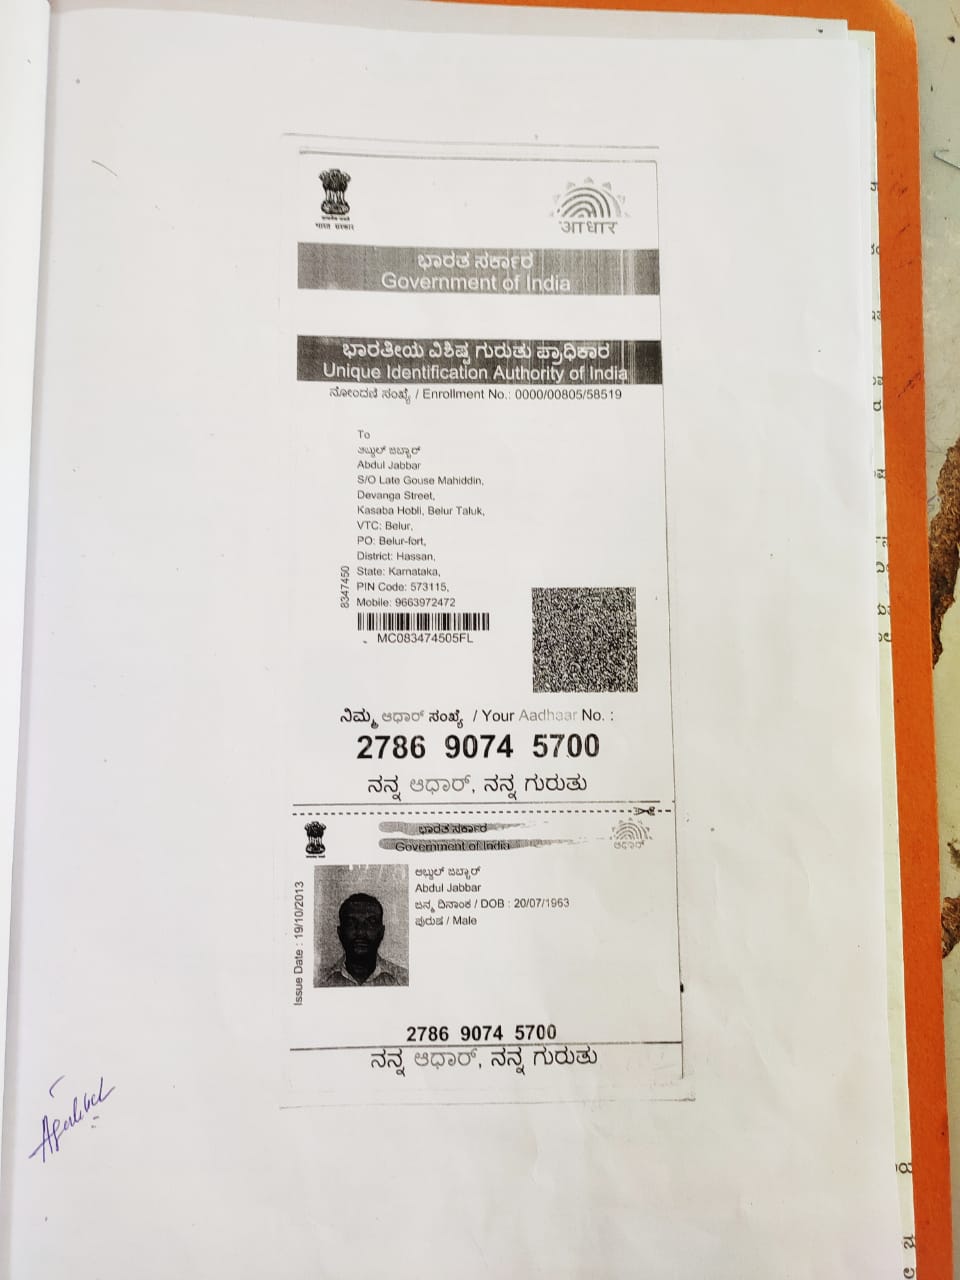 भारत सरकार
आधार
ಭಾರತ ಸರ್ಕಾರ
Government of India
ಭಾರತೀಯ ವಿಶಿಷ್ಟ ಗುರುತು ಪ್ರಾಧಿಕಾರ
Unique Identification Authority of India
ನೋಂದಣಿ ಸಂಖ್ಯೆ / Enrollment No.: 0000/00805/58519
To
ಅಬ್ದುಲ್ ಜಬ್ಬಾರ್
Abdul Jabbar
S/O Late Gouse Mahiddin,
Devanga Street,
Kasaba Hobli, Belur Taluk,
VTC: Belur,
PO: Belur-fort,
District: Hassan,
State: Karnataka,
PIN Code: 573115,
Mobile: 9663972472
8347450
MC083474505FL
ನಿಮ್ಮ ಆಧಾರ್ ಸಂಖ್ಯೆ / Your Aadhaar No. :
2786 9074 5700
ನನ್ನ ಆಧಾರ್, ನನ್ನ ಗುರುತು
ಭಾರತ ಸರ್ಕಾರ
Government of India
ಆಧಾರ್
ಅಬ್ದುಲ್ ಜಬ್ಬಾರ್
Abdul Jabbar
ಜನ್ಮ ದಿನಾಂಕ / DOB : 20/07/1963
ಪುರುಷ / Male
Issue Date : 19/10/2013
2786 9074 5700
ನನ್ನ ಆಧಾರ್, ನನ್ನ ಗುರುತು